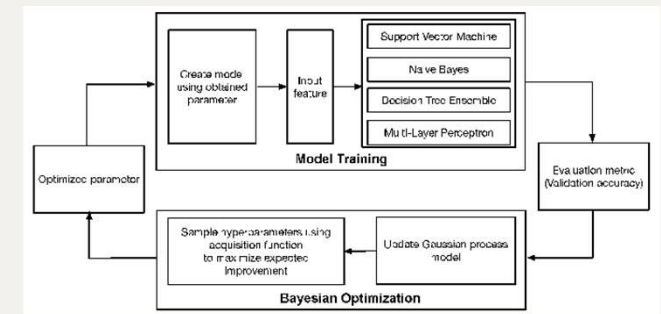 Create mode
using obtained
parameter
Input
feature
Support Vector Machine
Naive Bayes
Decision Tree Ensemble
Multi-Layer Perceptron
Model Training
Optimized parameter
Evaluation metric
(Validation accuracy)
Sample hyperparameters using
acquisition function
to maximize expected
improvement
Update Gaussian process
model
Bayesian Optimization